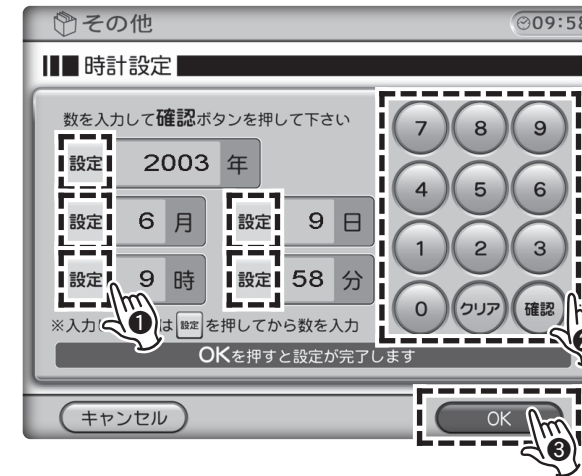 その他 09:58
時計設定
数を入力して確認ボタンを押して下さい
設定 2003 年
設定 6 月 設定 9 日
設定 9 時 設定 58 分
※入力 は 設定 を押してから数を入力
OKを押すと設定が完了します
7 8 9
4 5 6
1 2 3
0 クリア 確認
❶
❷
キャンセル OK
❸